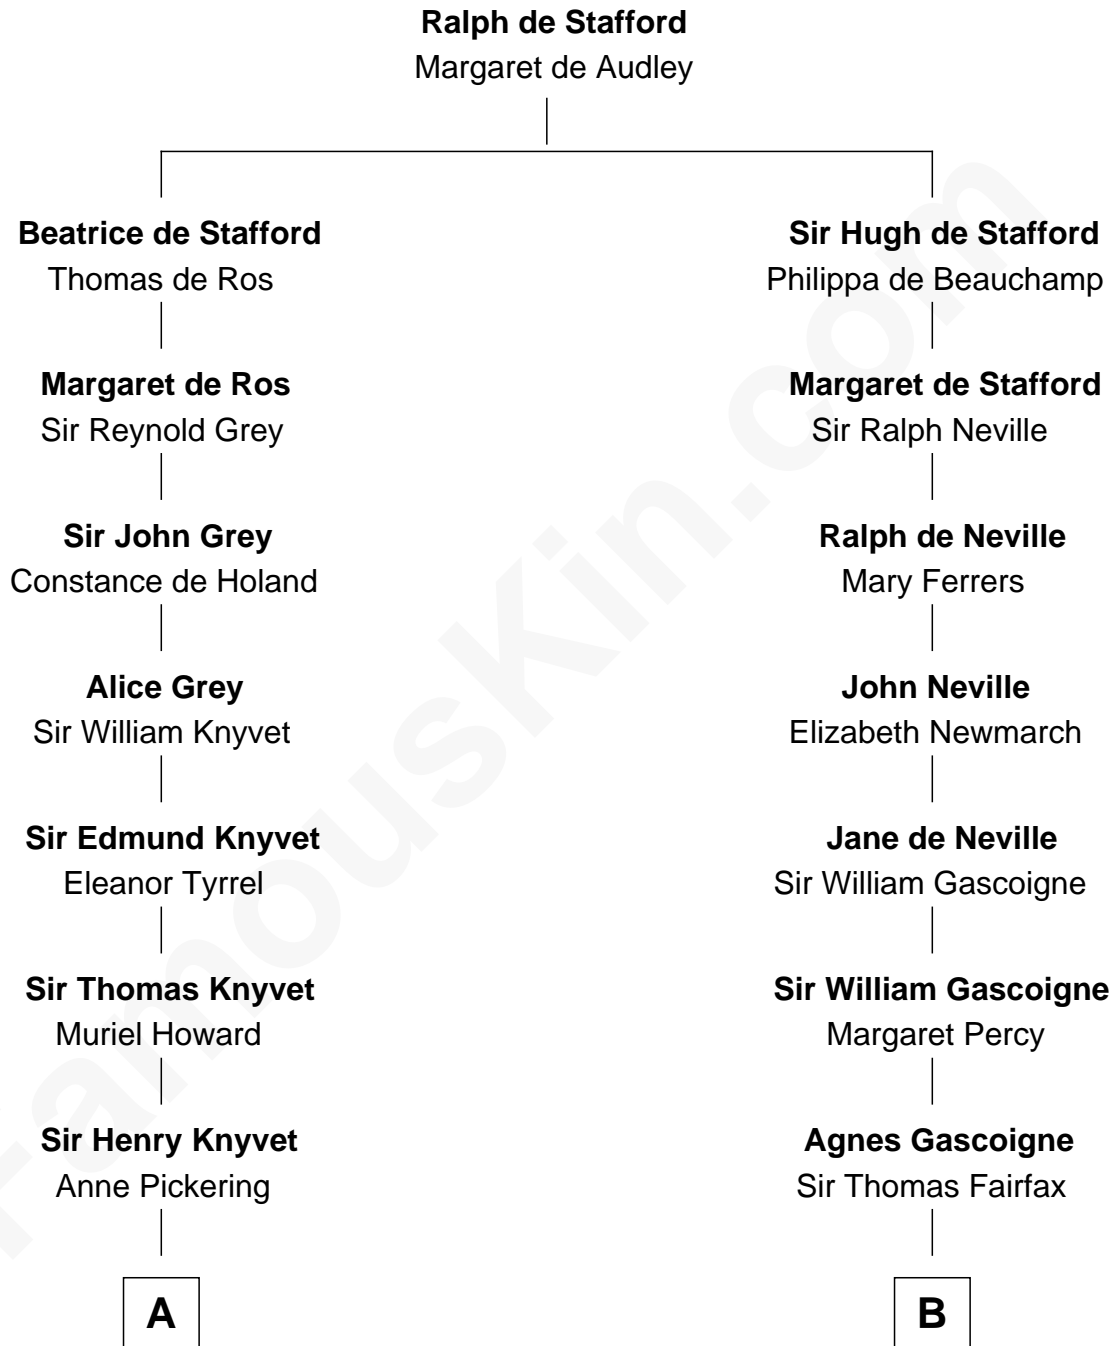 Ralph de Stafford
Margaret de Audley
Beatrice de Stafford
Thomas de Ros
Sir Hugh de Stafford
Philippa de Beauchamp
Margaret de Ros
Sir Reynold Grey
Margaret de Stafford
Sir Ralph Neville
Sir John Grey
Constance de Holand
Ralph de Neville
Mary Ferrers
Alice Grey
Sir William Knyvet
John Neville
Elizabeth Newmarch
Sir Edmund Knyvet
Eleanor Tyrrel
Jane de Neville
Sir William Gascoigne
Sir Thomas Knyvet
Muriel Howard
Sir William Gascoigne
Margaret Percy
Sir Henry Knyvet
Anne Pickering
Agnes Gascoigne
Sir Thomas Fairfax
A
B
FamousKin.com